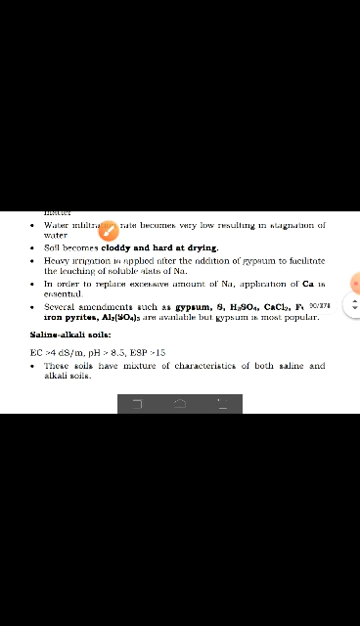 matter
• Water infiltra rate becomes very low resulting in stagnation of
water
• Soil becomes cloddy and hard at drying.
• Heavy irrigation is applied after the addition of gypsum to facilitate
the leaching of soluble slats of Na.
• In order to replace excessive amount of Na, application of Ca is
essential.
• Several amendments such as gypsum, S, H₂SO₄, CaCl₂, F 90/374
iron pyrites, Al₂(SO₄)₃ are available but gypsum is most popular.
Saline-alkali soils:
EC >4 dS/m, pH > 8.5, ESP >15
• These soils have mixture of characteristics of both saline and
alkali soils.